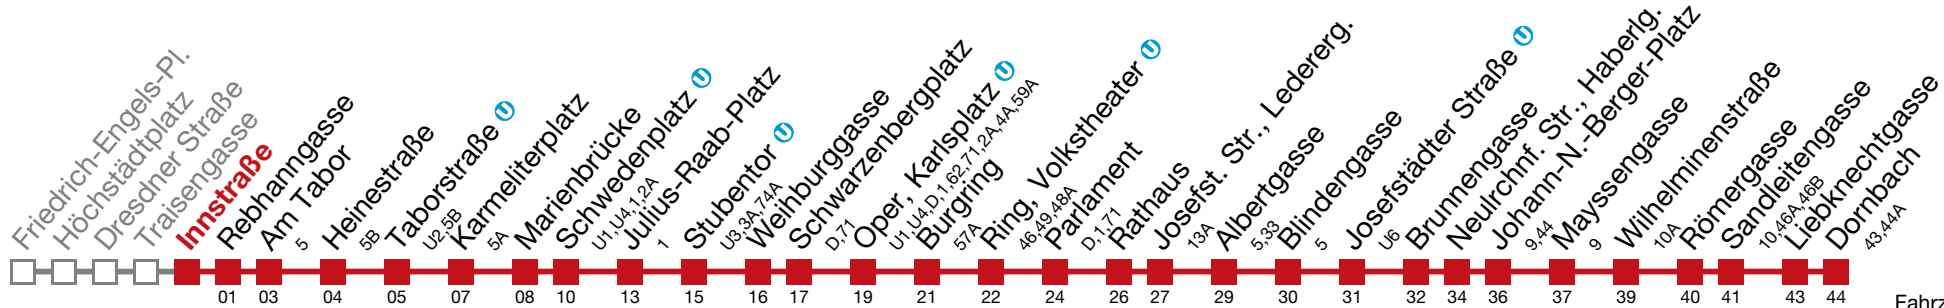 Friedrich-Engels-Pl.
Höchstädtplatz
Dresdner Straße
Traisengasse
Innstraße
Rebhanngasse
Am Tabor
5
Heinestraße
5B
Taborstraße U
U2,5B
Karmeliterplatz
5A
Marienbrücke
Schwedenplatz U
U1,U4,1,2A
Julius-Raab-Platz
1
Stubentor U
U3,3A,74A
Weihburggasse
Schwarzenbergplatz
D,71
Oper, Karlsplatz U
U1,U4,D,1,62,71,2A,4A,59A
Burgring
57A
Ring, Volkstheater U
46,49,48A
Parlament
D,1,71
Rathaus
Josefst. Str., Ledererg.
13A
Albertgasse
5,33
Blindengasse
5
Josefstädter Straße U
U6
Brunnengasse
Neulrchnf. Str., Haberlg.
Johann-N.-Berger-Platz
9,44
Mayssengasse
9
Wilhelminenstraße
10A
Römergasse
Sandleitengasse
10,46A,46B
Liebknechtgasse
Dornbach
43,44A
01 03 04 05 07 08 10 13 15 16 17 19 21 22 24 26 27 29 30 31 32 34 36 37 39 40 41 43 44